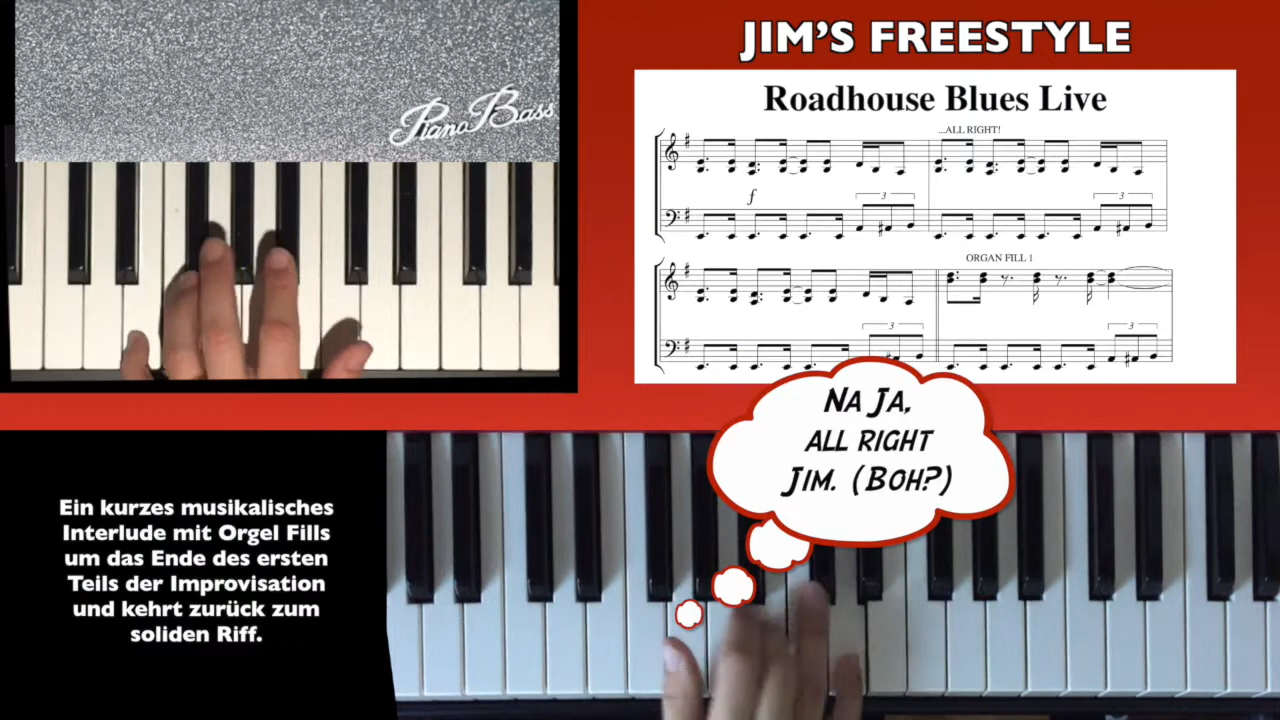 JIM'S FREESTYLE
Piano Bass
Roadhouse Blues Live
...ALL RIGHT!
f
3
3
ORGAN FILL 1
3
3
NA JA,
ALL RIGHT
JIM. (BOH?)
Ein kurzes musikalisches
Interlude mit Orgel Fills
um das Ende des ersten
Teils der Improvisation
und kehrt zurück zum
soliden Riff.